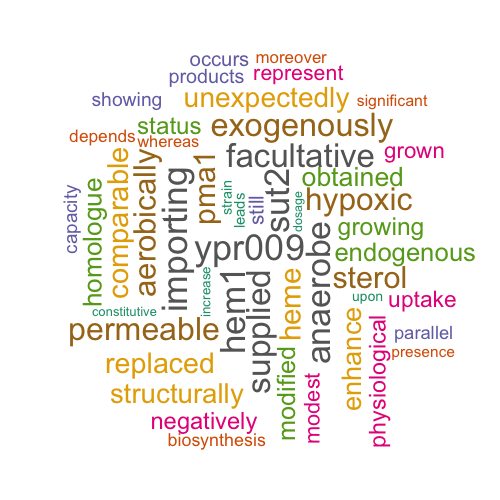 occurs
moreover
products
represent
showing
unexpectedly
significant
depends
status
exogenously
whereas
facultative
grown
capacity
homologue
comparable
aerobically
importing
pma1
strain
leads
still
sut2
dosage
obtained
hypoxic
growing
ypr009
endogenous
sterol
constitutive
increase
hem1
supplied
heme
anaerobe
upon
uptake
permeable
enhance
physiological
parallel
presence
replaced
modified
modest
structurally
negatively
biosynthesis